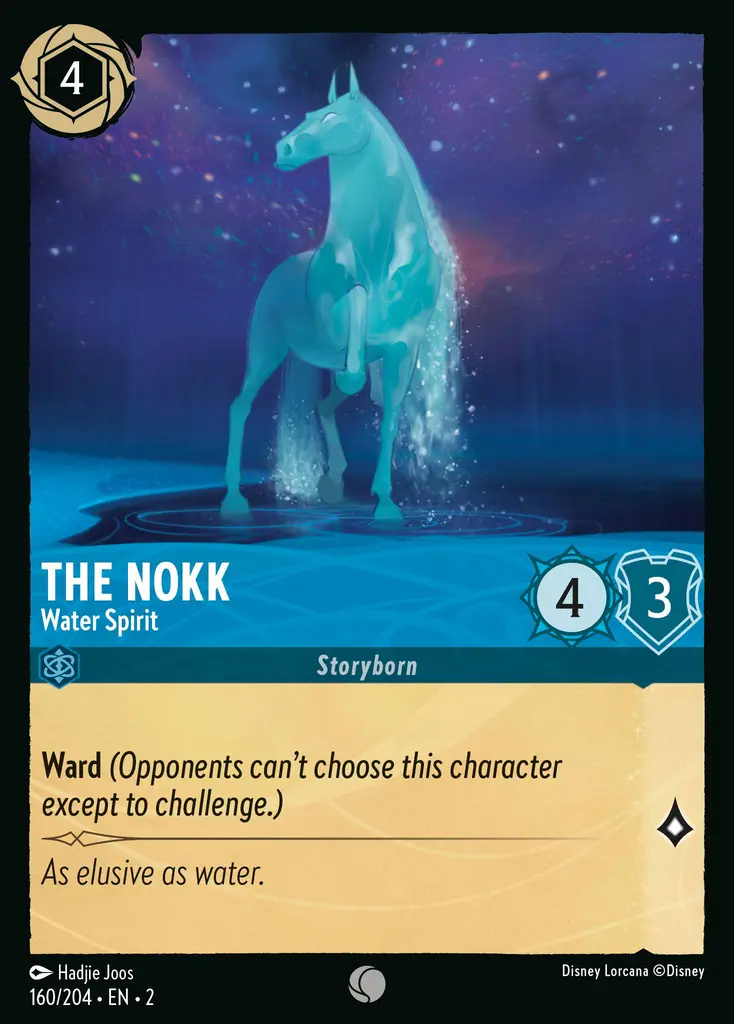 4
THE NOKK
Water Spirit
4
3
Storyborn
Ward (Opponents can't choose this character
except to challenge.)
As elusive as water.
Hadjie Joos
Disney Lorcana ©Disney
160/204 • EN • 2